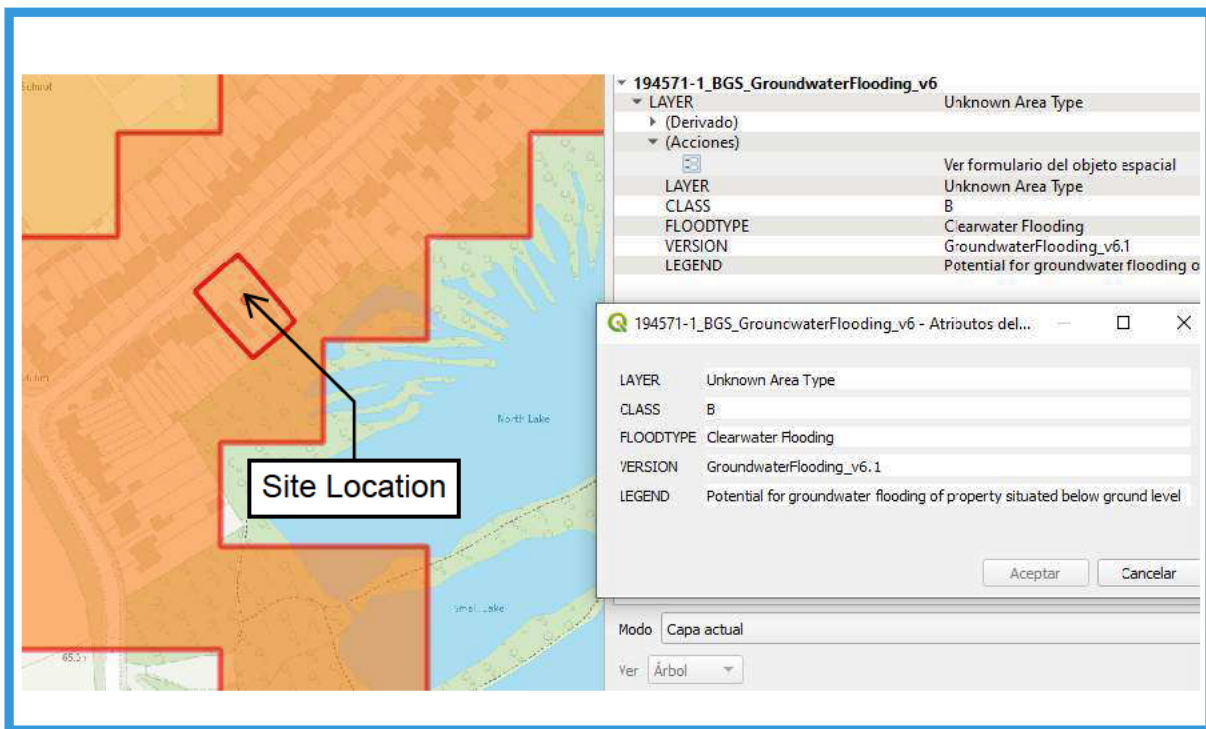 School
North Lake
Site Location
Small Lake
194571-1_BGS_GroundwaterFlooding_v6
LAYER Unknown Area Type
(Derivado)
(Acciones)
Ver formulario del objeto espacial
LAYER Unknown Area Type
CLASS B
FLOODTYPE Clearwater Flooding
VERSION GroundwaterFlooding_v6.1
LEGEND Potential for groundwater flooding o
194571-1_BGS_GroundwaterFlooding_v6 - Atributos del...
LAYER Unknown Area Type
CLASS B
FLOODTYPE Clearwater Flooding
VERSION GroundwaterFlooding_v6.1
LEGEND Potential for groundwater flooding of property situated below ground level
Aceptar Cancelar
Modo Capa actual
Ver Árbol